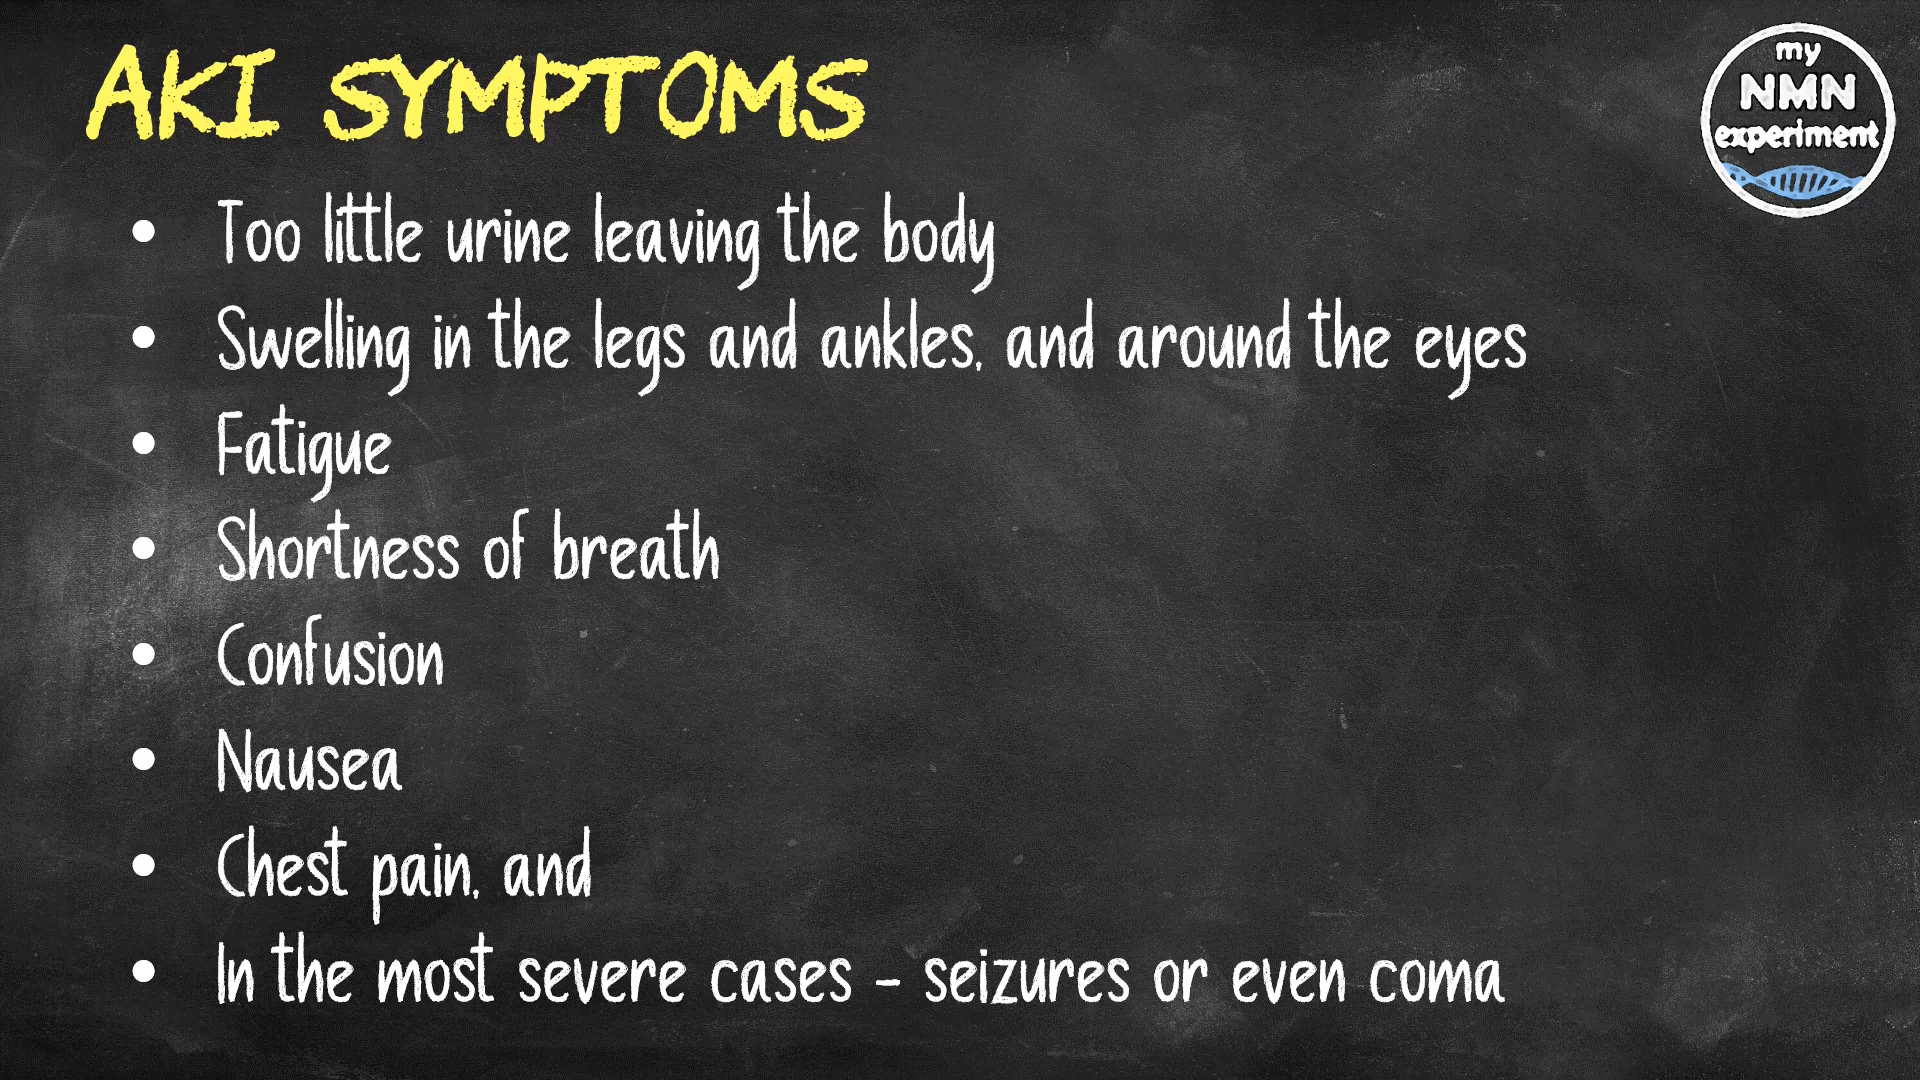 AKI SYMPTOMS
my
NMN
experiment
• Too little urine leaving the body
• Swelling in the legs and ankles, and around the eyes
• Fatigue
• Shortness of breath
• Confusion
• Nausea
• Chest pain, and
• In the most severe cases - seizures or even coma